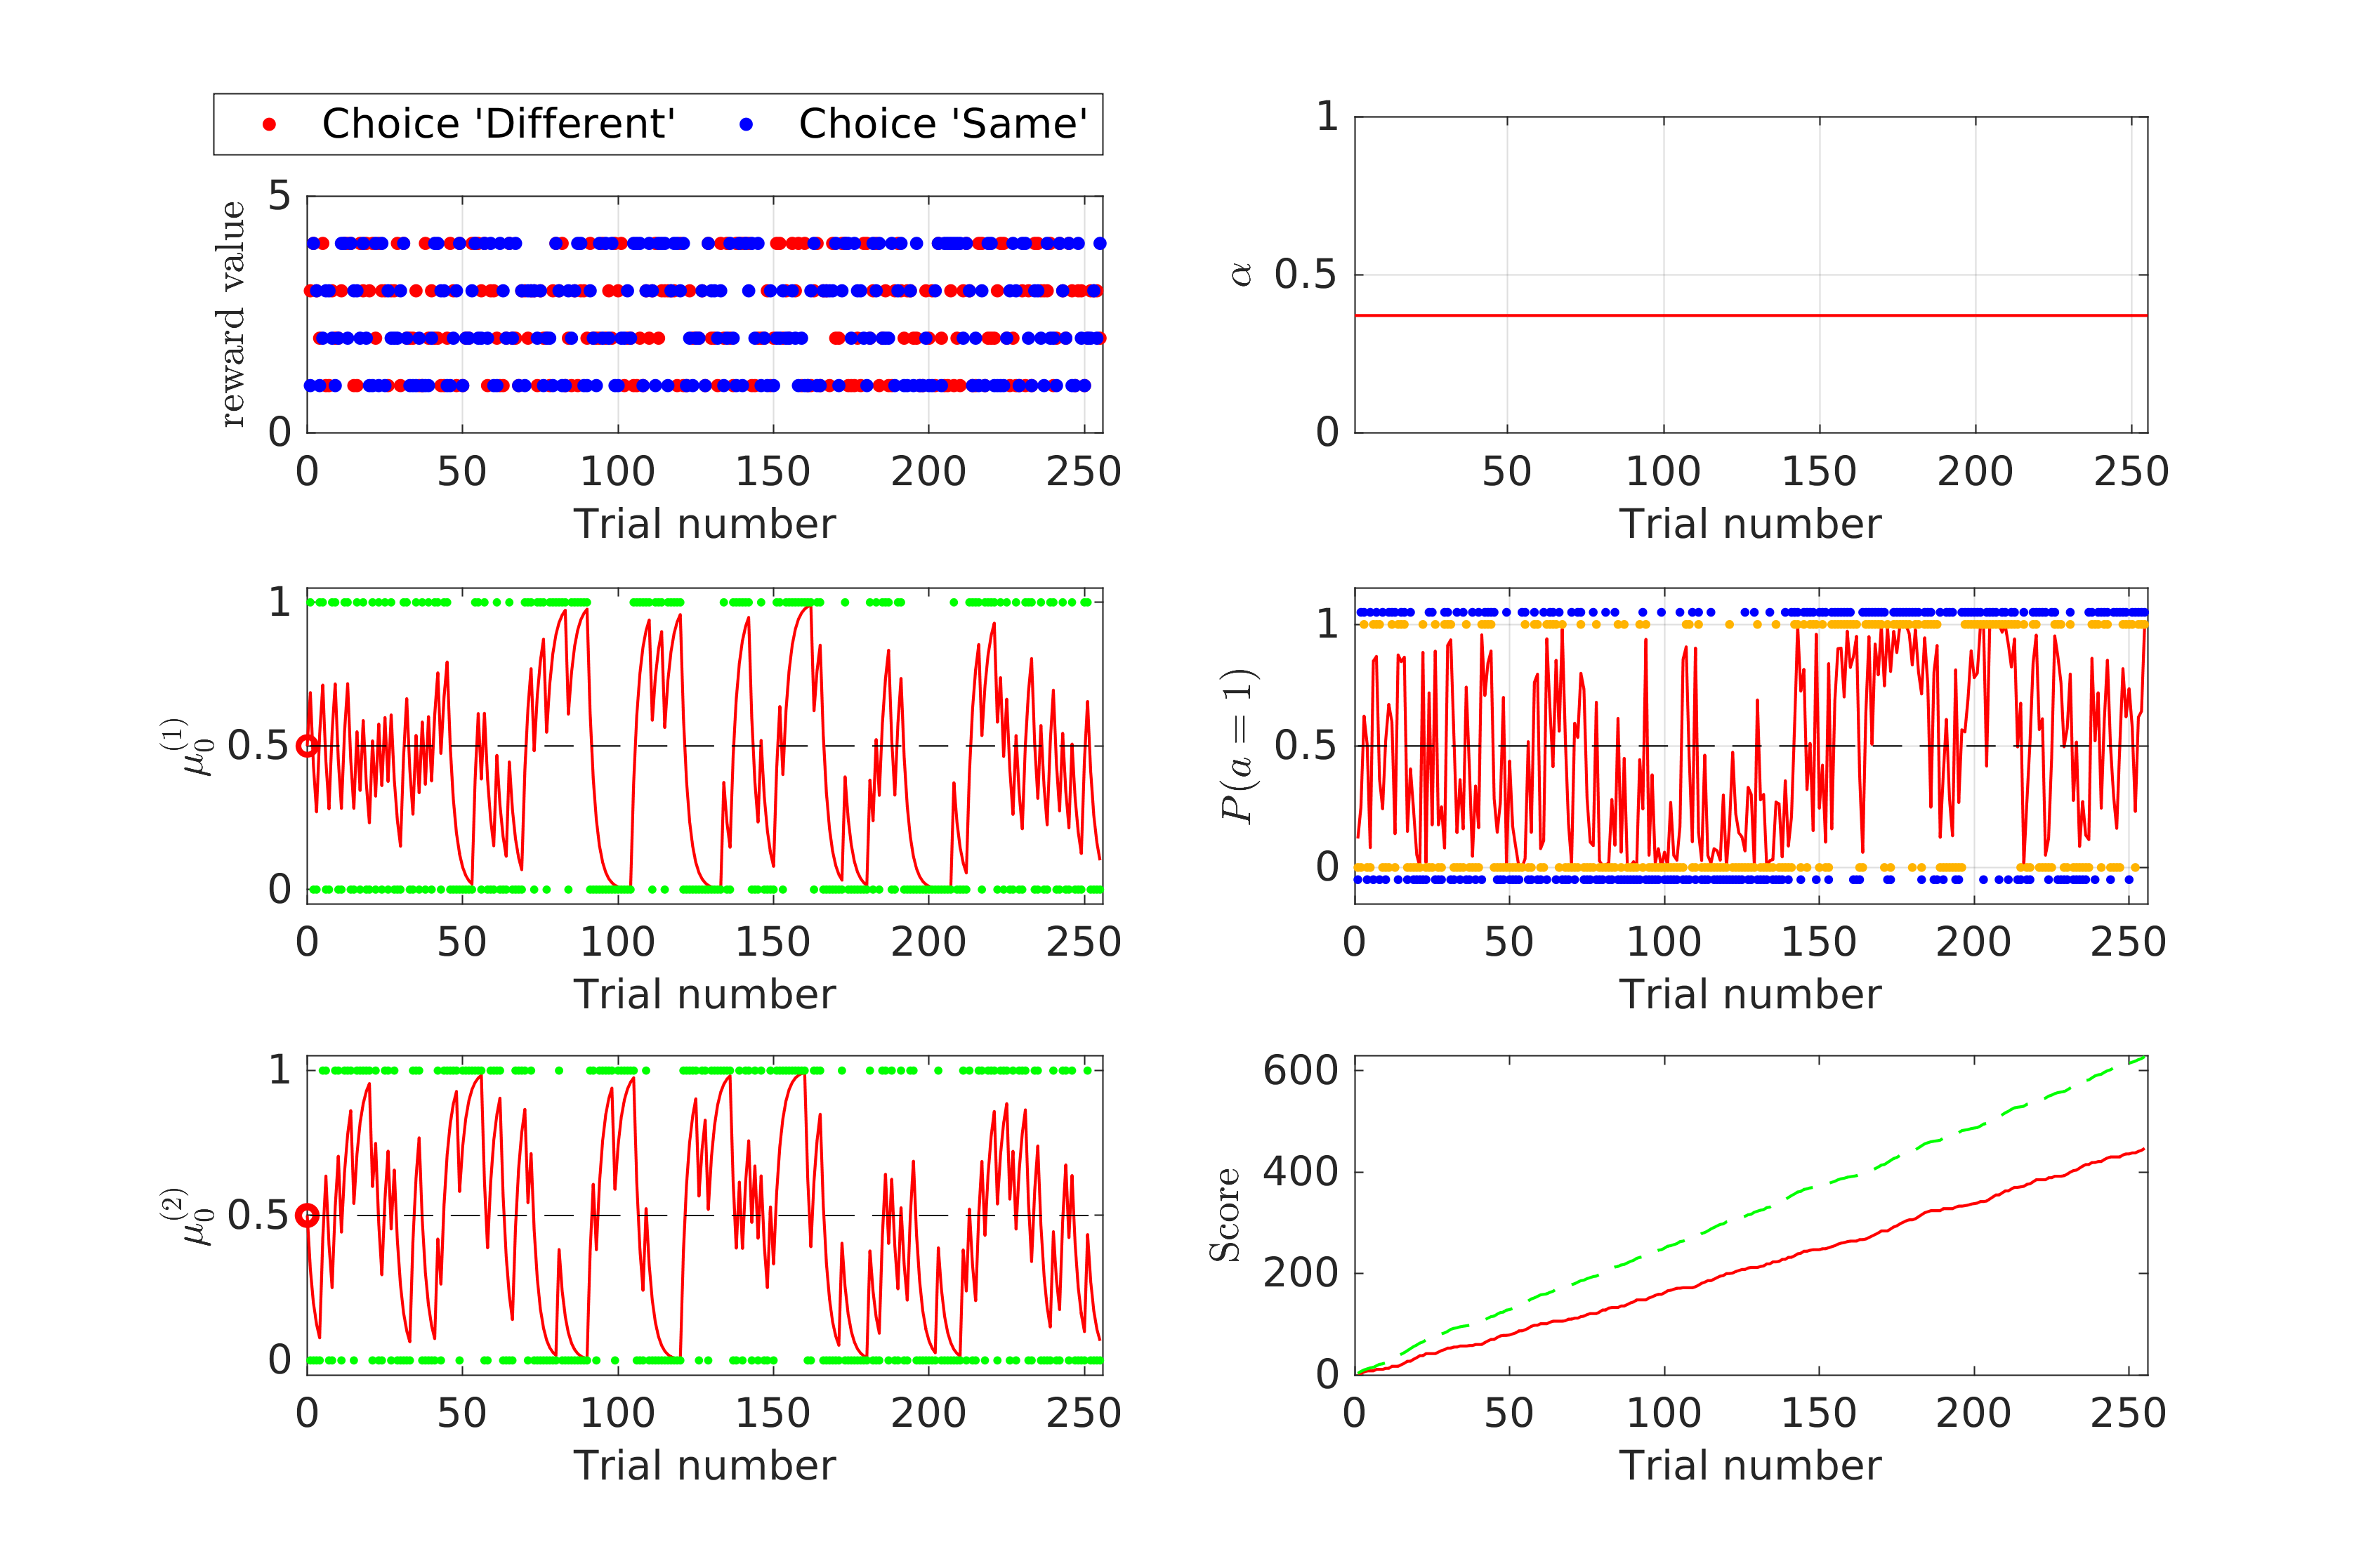 Choice 'Different' Choice 'Same'
5
0
reward value
0 50 100 150 200 250
Trial number
1
0.5
0
α
50 100 150 200 250
Trial number
1
0.5
0
μ₀⁽¹⁾
0 50 100 150 200 250
Trial number
1
0.5
0
P(a = 1)
0 50 100 150 200 250
Trial number
1
0.5
0
μ₀⁽²⁾
0 50 100 150 200 250
Trial number
600
400
200
0
Score
0 50 100 150 200 250
Trial number